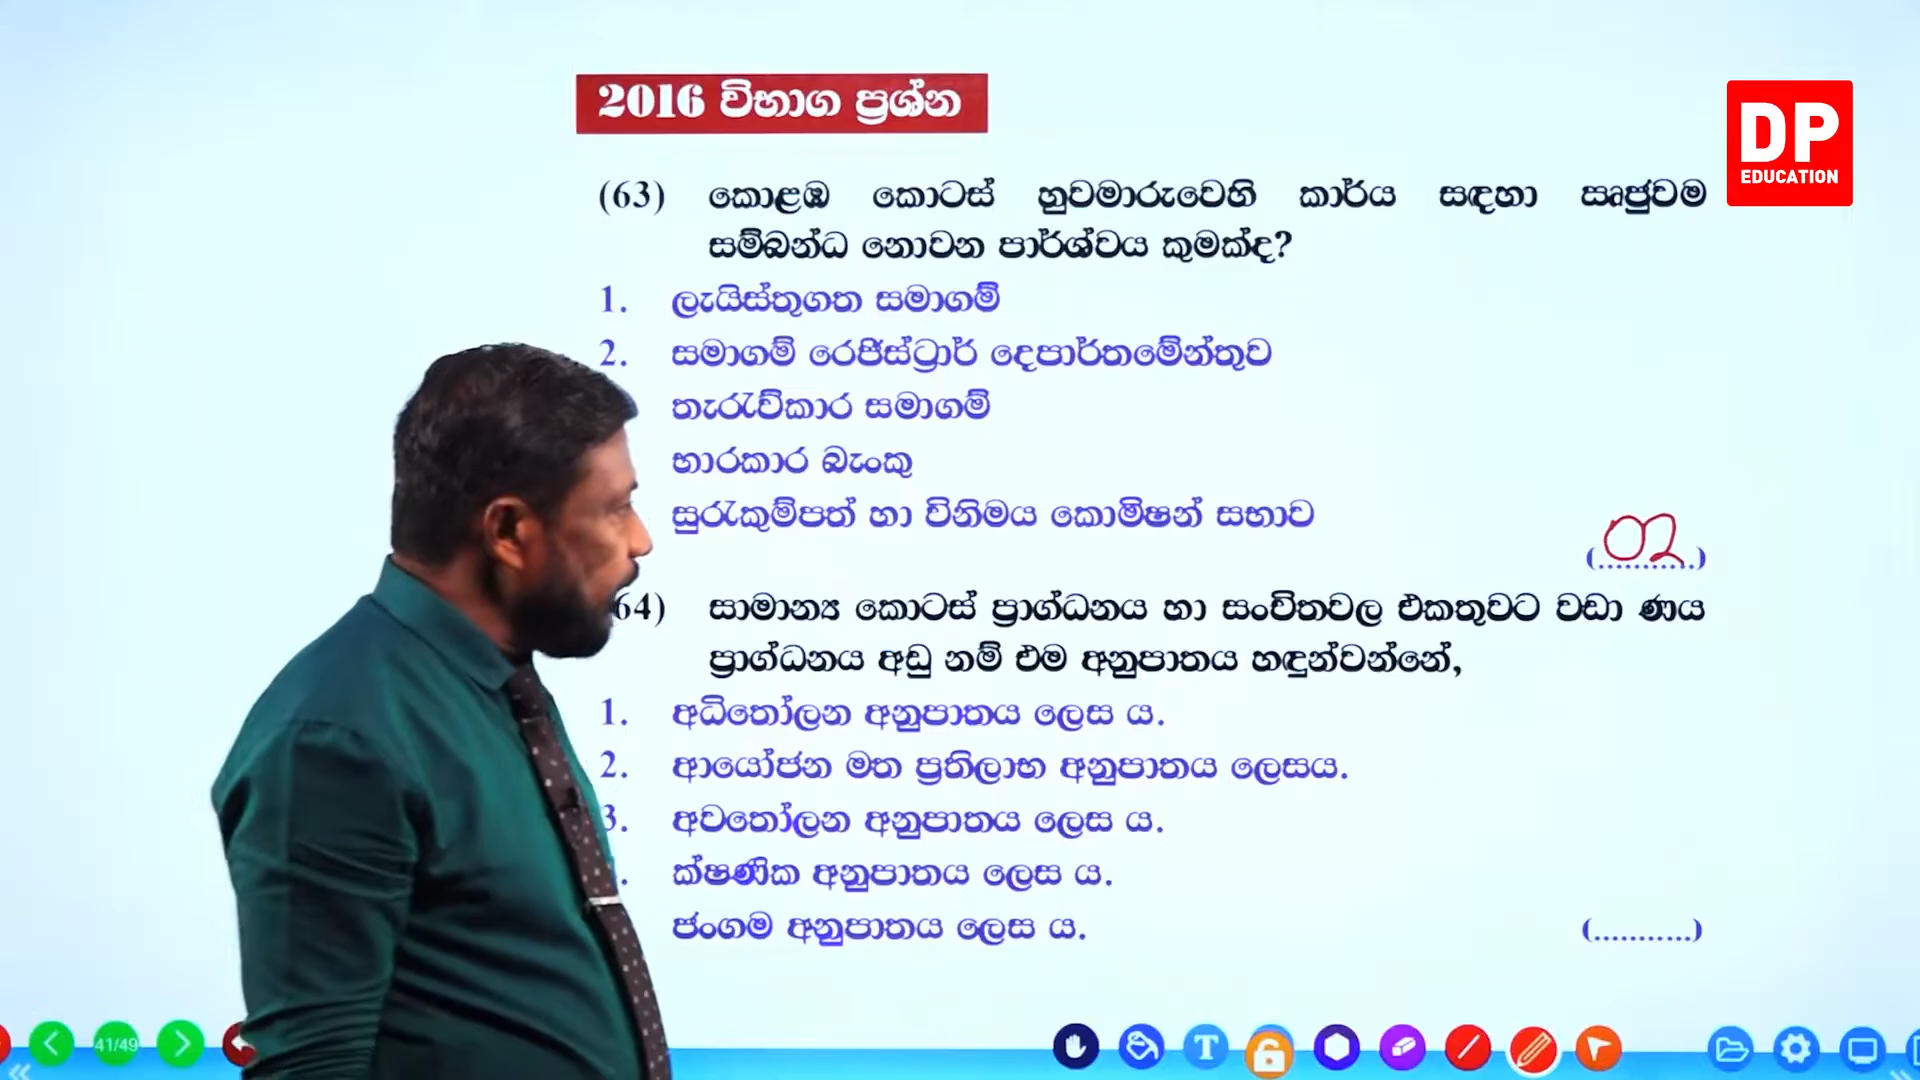 2016 විභාග ප්‍රශ්න
DP
EDUCATION
(63) කොළඹ කොටස් හුවමාරුවෙහි කාර්ය සඳහා ඍජුවම
සම්බන්ධ නොවන පාර්ශ්වය කුමක්ද?
1. ලැයිස්තුගත සමාගම්
2. සමාගම් රෙජිස්ට්‍රාර් දෙපාර්තමේන්තුව
තැරැව්කාර සමාගම්
භාරකාර බැංකු
සුරැකුම්පත් හා විනිමය කොමිෂන් සභාව
(02)
64) සාමාන්‍ය කොටස් ප්‍රාග්ධනය හා සංචිතවල එකතුවට වඩා ණය
ප්‍රාග්ධනය අඩු නම් එම අනුපාතය හඳුන්වන්නේ,
1. අධිතෝලන අනුපාතය ලෙස ය.
2. ආයෝජන මත ප්‍රතිලාභ අනුපාතය ලෙසය.
3. අවතෝලන අනුපාතය ලෙස ය.
ක්ෂණික අනුපාතය ලෙස ය.
ජංගම අනුපාතය ලෙස ය.
(...........)
41/49
T